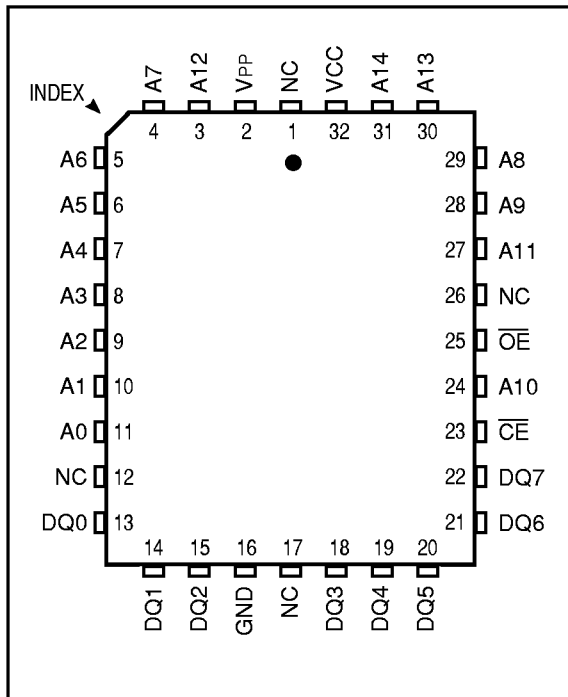 A7 A12 VPP NC VCC A14 A13
INDEX
4 3 2 1 32 31 30
A6 5 29 A8
A5 6 28 A9
A4 7 27 A11
A3 8 26 NC
A2 9 25 O̅E̅
A1 10 24 A10
A0 11 23 C̅E̅
NC 12 22 DQ7
DQ0 13 21 DQ6
14 15 16 17 18 19 20
DQ1 DQ2 GND NC DQ3 DQ4 DQ5